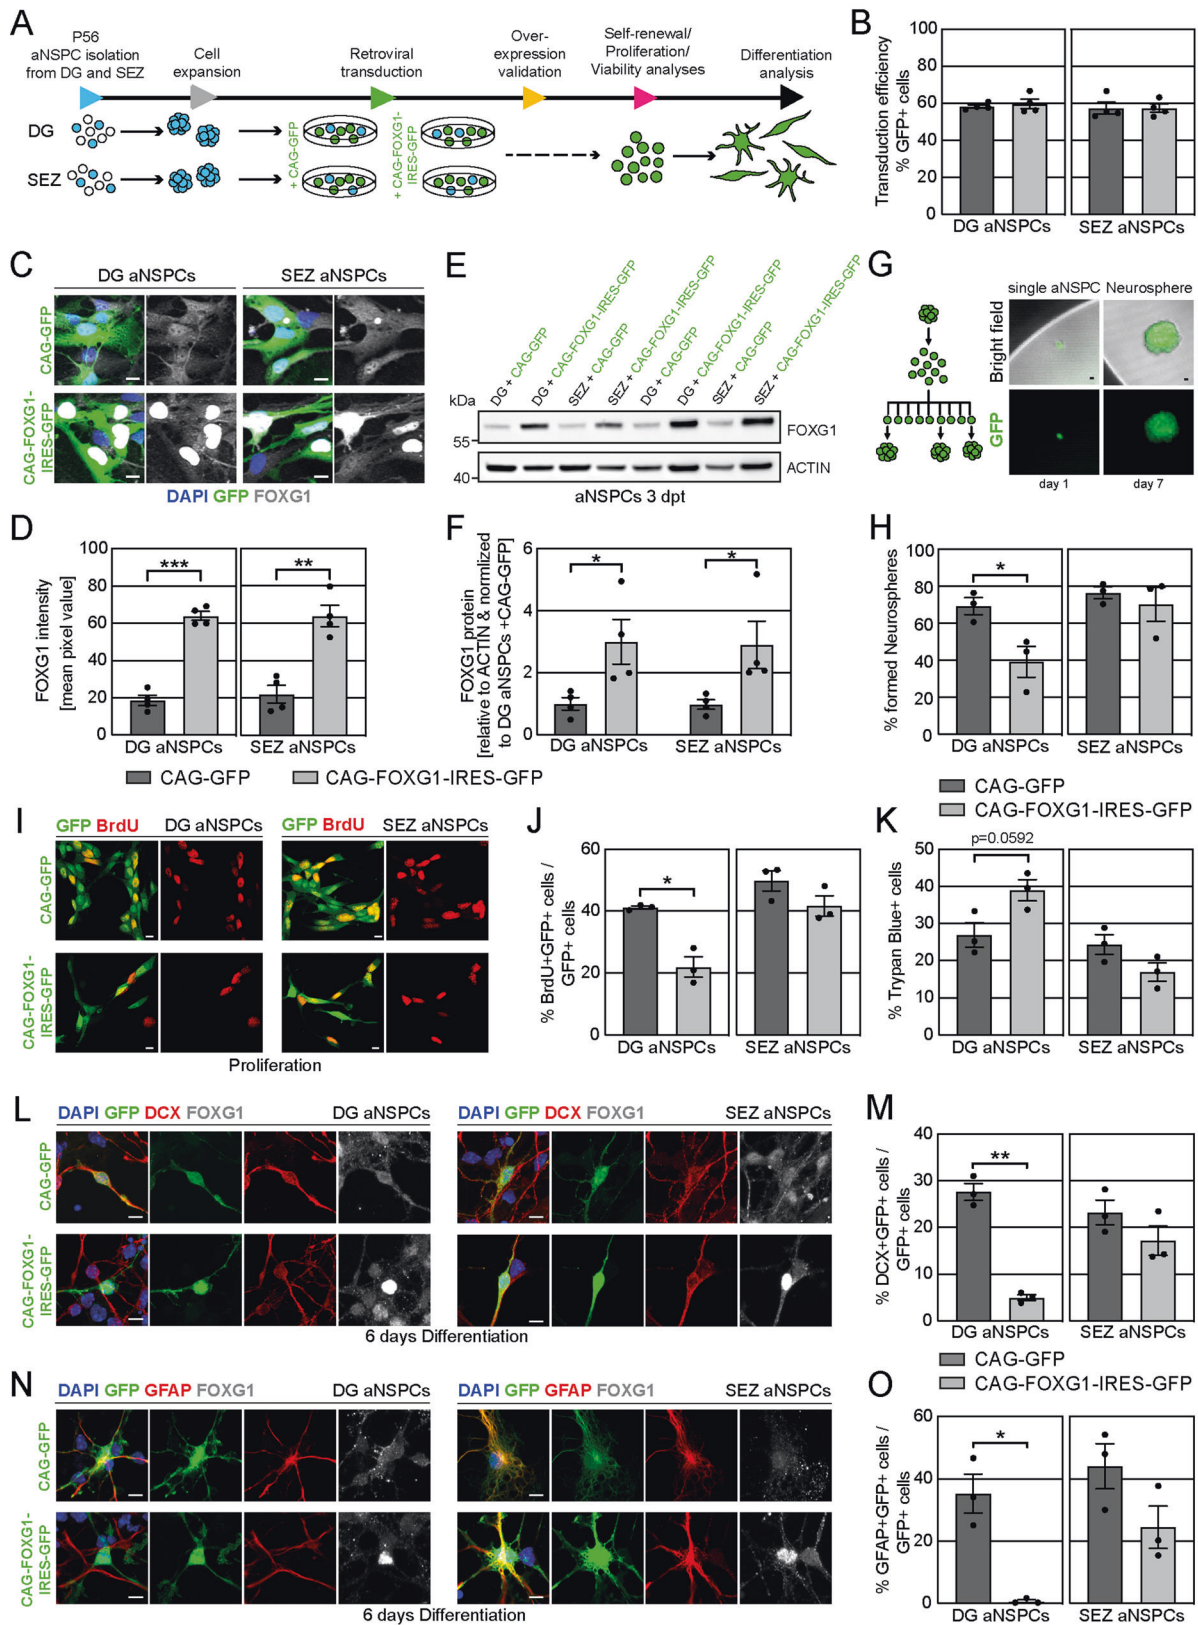 A
P56
aNSPC isolation
from DG and SEZ
Cell
expansion
Retroviral
transduction
Over-
expression
validation
Self-renewal/
Proliferation/
Viability analyses
Differentiation
analysis
DG
SEZ
+ CAG-GFP
+ CAG-FOXG1-
IRES-GFP
B
Transduction efficiency
% GFP+ cells
100
80
60
40
20
0
DG aNSPCs
SEZ aNSPCs
C
DG aNSPCs
SEZ aNSPCs
CAG-GFP
CAG-FOXG1-
IRES-GFP
DAPI GFP FOXG1
E
DG + CAG-GFP
DG + CAG-FOXG1-IRES-GFP
SEZ + CAG-GFP
SEZ + CAG-FOXG1-IRES-GFP
DG + CAG-GFP
DG + CAG-FOXG1-IRES-GFP
SEZ + CAG-GFP
SEZ + CAG-FOXG1-IRES-GFP
kDa
55
40
FOXG1
ACTIN
aNSPCs 3 dpt
G
single aNSPC
Neurosphere
Bright field
GFP
day 1
day 7
D
FOXG1 intensity
[mean pixel value]
100
80
60
40
20
0
***
**
DG aNSPCs
SEZ aNSPCs
F
FOXG1 protein
[relative to ACTIN & normlized
to DG aNSPCs +CAG-GFP]
6
4
2
0
*
*
DG aNSPCs
SEZ aNSPCs
CAG-GFP
CAG-FOXG1-IRES-GFP
H
% formed Neurospheres
100
80
60
40
20
0
*
DG aNSPCs
SEZ aNSPCs
CAG-GFP
CAG-FOXG1-IRES-GFP
I
GFP BrdU
DG aNSPCs
GFP BrdU
SEZ aNSPCs
CAG-GFP
CAG-FOXG1-
IRES-GFP
Proliferation
J
% BrdU+GFP+ cells /
GFP+ cells
60
40
20
0
*
DG aNSPCs
SEZ aNSPCs
K
p=0.0592
% Trypan Blue+ cells
50
40
30
20
10
0
DG aNSPCs
SEZ aNSPCs
L
DAPI GFP DCX FOXG1
DG aNSPCs
DAPI GFP DCX FOXG1
SEZ aNSPCs
CAG-GFP
CAG-FOXG1-
IRES-GFP
6 days Differentiation
M
% DCX+GFP+ cells /
GFP+ cells
40
30
20
10
0
**
DG aNSPCs
SEZ aNSPCs
CAG-GFP
CAG-FOXG1-IRES-GFP
N
DAPI GFP GFAP FOXG1
DG aNSPCs
DAPI GFP GFAP FOXG1
SEZ aNSPCs
CAG-GFP
CAG-FOXG1-
IRES-GFP
6 days Differentiation
O
% GFAP+GFP+ cells /
GFP+ cells
60
40
20
0
*
DG aNSPCs
SEZ aNSPCs